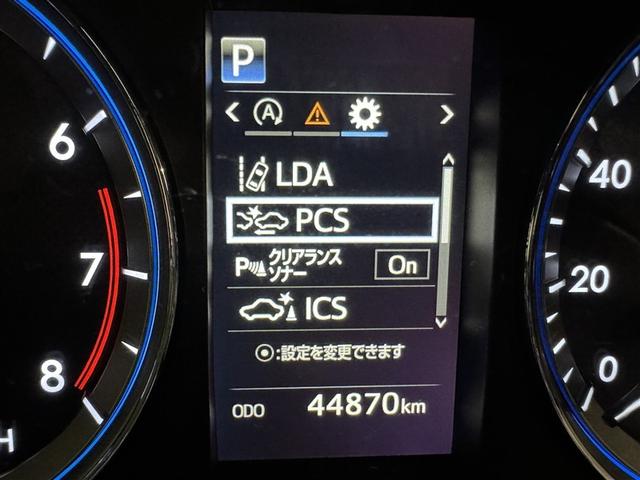 P
A
LDA
PCS
P クリアランス
ソナー On
ICS
:設定を変更できます
ODO 44870km
6
7
8
H
40
20
0